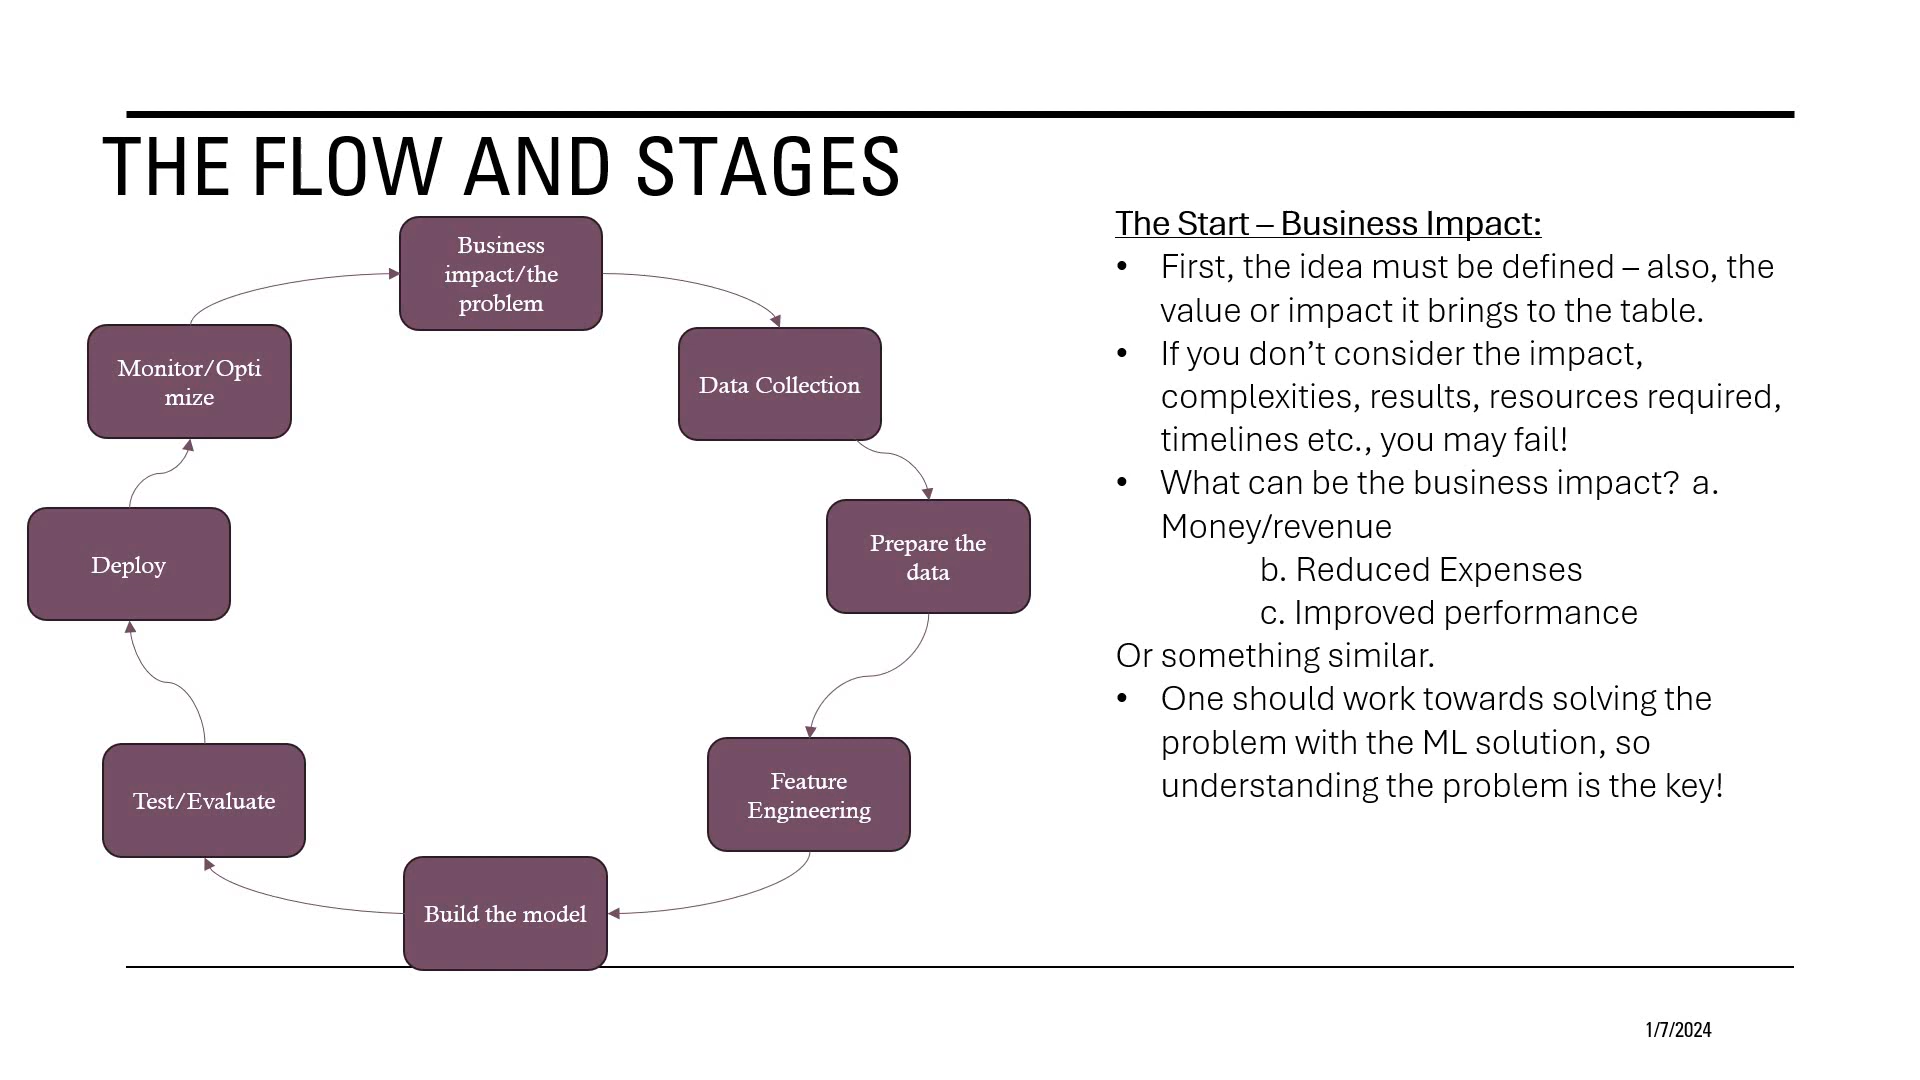 THE FLOW AND STAGES
Business
impact/the
problem
Data Collection
Prepare the
data
Feature
Engineering
Build the model
Test/Evaluate
Deploy
Monitor/Opti
mize
The Start – Business Impact:
• First, the idea must be defined – also, the
value or impact it brings to the table.
• If you don’t consider the impact,
complexities, results, resources required,
timelines etc., you may fail!
• What can be the business impact? a.
Money/revenue
b. Reduced Expenses
c. Improved performance
Or something similar.
• One should work towards solving the
problem with the ML solution, so
understanding the problem is the key!
1/7/2024